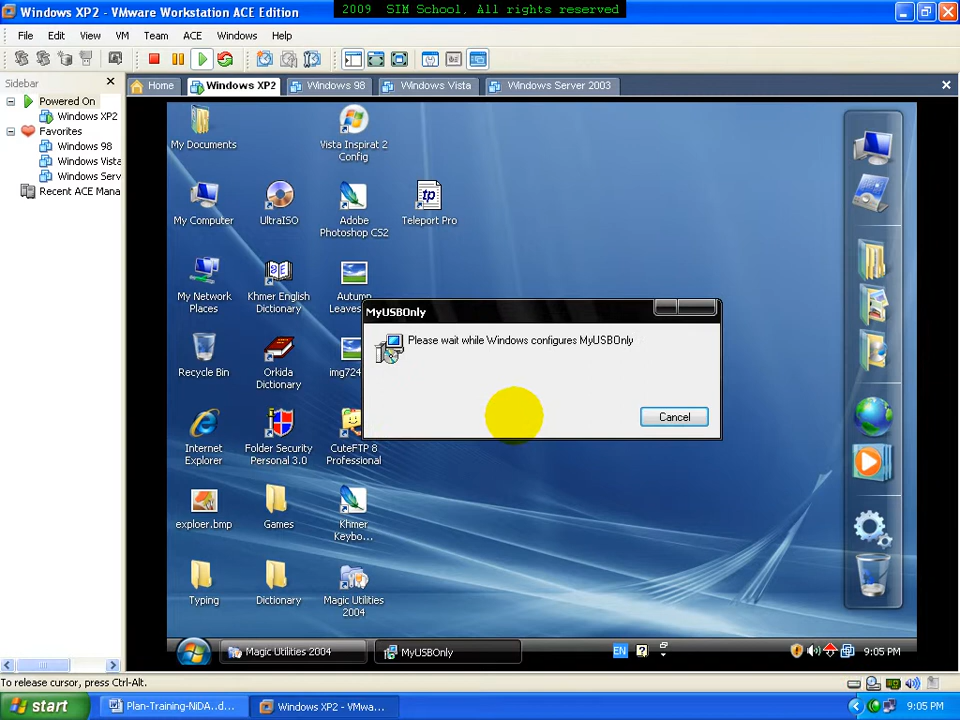 Windows XP2 - VMware Workstation ACE Edition
2009 SIM School, All rights reserved
File Edit View VM Team ACE Windows Help
Sidebar
Home
Windows XP2
Windows 98
Windows Vista
Windows Server 2003
Powered On
Windows XP2
Favorites
Windows 98
Windows Vista
Windows Serv
Recent ACE Mana
My Documents
Vista Inspirat 2
Config
My Computer
UltraISO
Adobe
Photoshop CS2
tp
Teleport Pro
My Network
Places
Khmer English
Dictionary
Autumn
Leaves
Recycle Bin
Orkida
Dictionary
img724
Internet
Explorer
Folder Security
Personal 3.0
CuteFTP 8
Professional
exploer.bmp
Games
Khmer
Keybo...
Typing
Dictionary
Magic Utilities
2004
MyUSBOnly
Please wait while Windows configures MyUSBOnly
Cancel
Magic Utilities 2004
MyUSBOnly
EN
9:05 PM
To release cursor, press Ctrl-Alt.
start
Plan-Training-NiDA..d...
Windows XP2 - VMwa...
9:05 PM